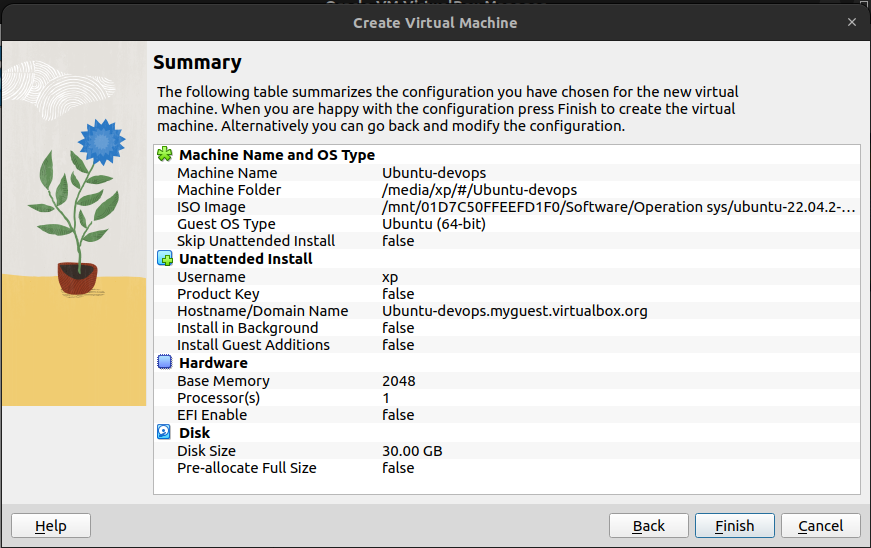 Create Virtual Machine
Summary
The following table summarizes the configuration you have chosen for the new virtual
machine. When you are happy with the configuration press Finish to create the virtual
machine. Alternatively you can go back and modify the configuration.
Machine Name and OS Type
Machine Name Ubuntu-devops
Machine Folder /media/xp/#/Ubuntu-devops
ISO Image /mnt/01D7C50FFEEFD1F0/Software/Operation sys/ubuntu-22.04.2-...
Guest OS Type Ubuntu (64-bit)
Skip Unattended Install false
Unattended Install
Username xp
Product Key false
Hostname/Domain Name Ubuntu-devops.myguest.virtualbox.org
Install in Background false
Install Guest Additions false
Hardware
Base Memory 2048
Processor(s) 1
EFI Enable false
Disk
Disk Size 30.00 GB
Pre-allocate Full Size false
Help Back Finish Cancel